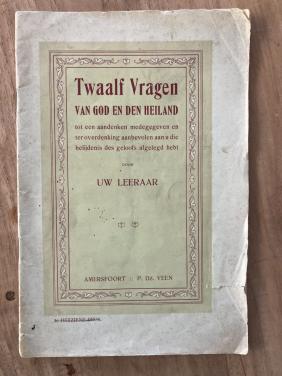 Twaalf Vragen
VAN GOD EN DEN HEILAND
tot een aandenken medegegeven en
ter overdenking aanbevolen aan u die
belijdenis des geloofs afgelegd hebt
DOOR
UW LEERAAR
AMERSFOORT :: P. Dz. VEEN